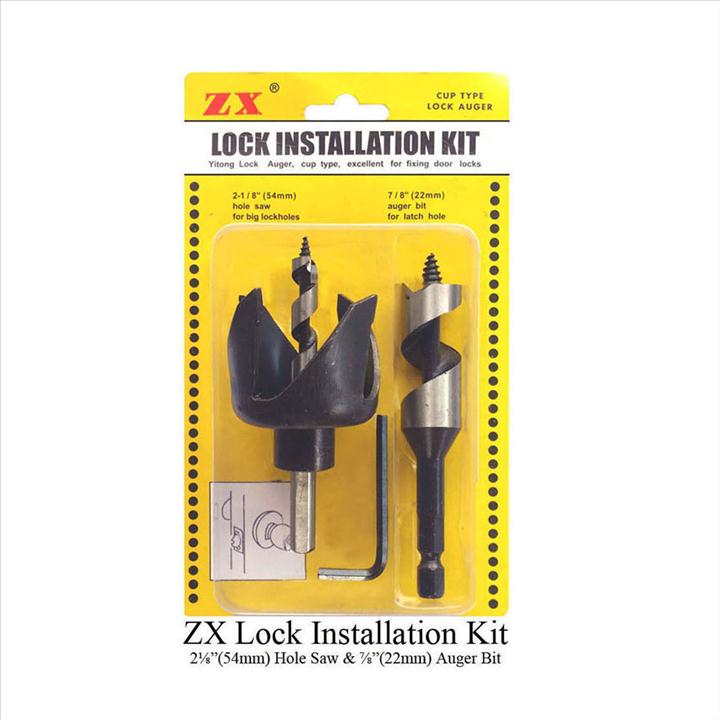 ZX ®
CUP TYPE
LOCK AUGER
LOCK INSTALLATION KIT
Yitong Lock Auger, cup type, excellent for fixing door locks
2-1/8" (54mm)
hole saw
for big lockholes
7/8" (22mm)
auger bit
for latch hole
ZX Lock Installation Kit
2⅛”(54mm) Hole Saw & ⅞”(22mm) Auger Bit